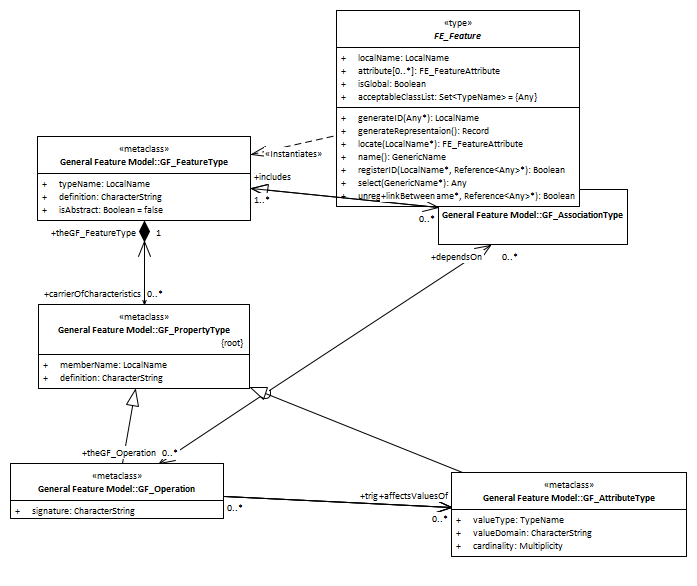 «type»
FE_Feature
+ localName: LocalName
+ attribute[0..*]: FE_FeatureAttribute
+ isGlobal: Boolean
+ acceptableClassList: Set<TypeName> = {Any}
+ generateID(Any*): LocalName
+ generateRepresentaion(): Record
+ locate(LocalName*): FE_FeatureAttribute
+ name(): GenericName
+ registerID(LocalName*, Reference<Any>*): Boolean
+ select(GenericName*): Any
+ unreg+linkBetweename*, Reference<Any>*): Boolean
«metaclass»
General Feature Model::GF_FeatureType
+ typeName: LocalName
+ definition: CharacterString
+ isAbstract: Boolean = false
«Instantiates»
+includes
1..*
0..*
General Feature Model::GF_AssociationType
+theGF_FeatureType 1
+dependsOn 0..*
+carrierOfCharacteristics 0..*
«metaclass»
General Feature Model::GF_PropertyType
{root}
+ memberName: LocalName
+ definition: CharacterString
+theGF_Operation 0..*
«metaclass»
General Feature Model::GF_Operation
+ signature: CharacterString
+trig+affectsValuesOf
0..*
0..*
«metaclass»
General Feature Model::GF_AttributeType
+ valueType: TypeName
+ valueDomain: CharacterString
+ cardinality: Multiplicity